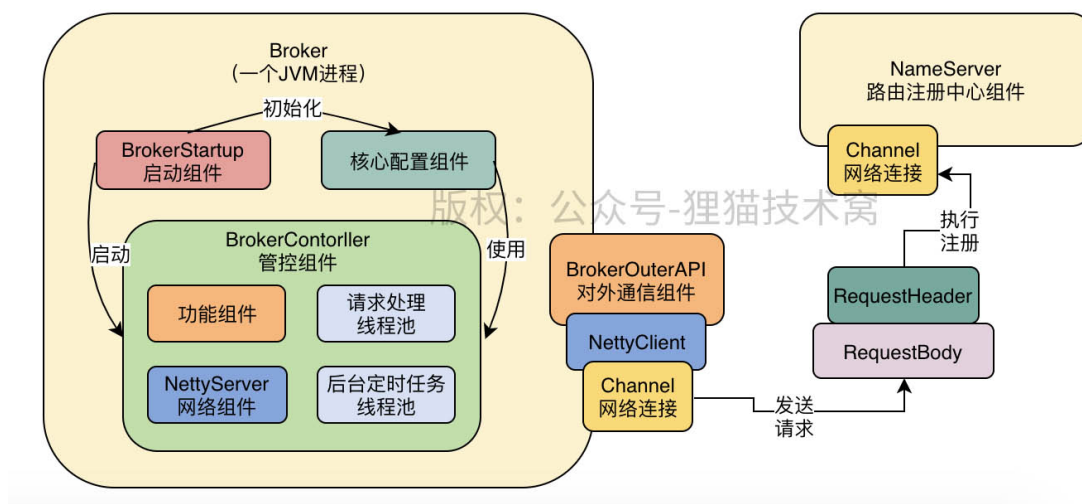 Broker
（一个JVM进程）
初始化
BrokerStartup
启动组件
核心配置组件
启动
使用
BrokerContorller
管控组件
功能组件
请求处理
线程池
NettyServer
网络组件
后台定时任务
线程池
BrokerOuterAPI
对外通信组件
NettyClient
Channel
网络连接
发送
请求
NameServer
路由注册中心组件
Channel
网络连接
执行
注册
RequestHeader
RequestBody
版权：公众号-狸猫技术窝